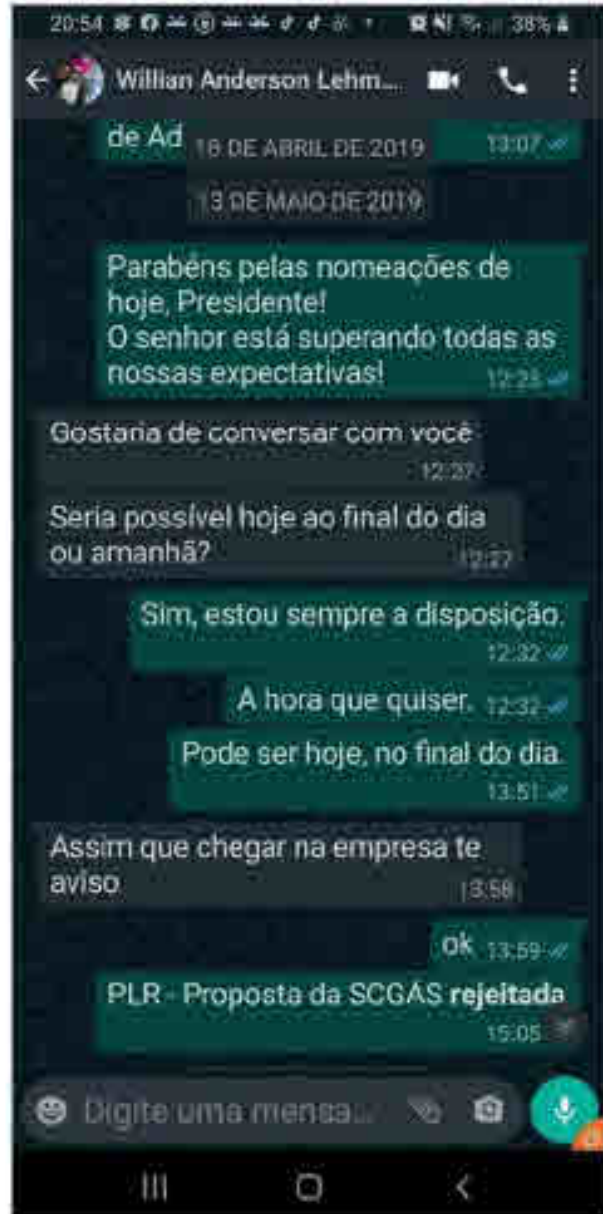 20:54 38%
Willian Anderson Lehm...
de Ad 13:07
16 DE ABRIL DE 2019
13 DE MAIO DE 2019
Parabéns pelas nomeações de
hoje, Presidente!
O senhor está superando todas as
nossas expectativas!
Gostaria de conversar com você
12:27
Seria possível hoje ao final do dia
ou amanhã? 12:27
Sim, estou sempre a disposição.
12:32
A hora que quiser. 12:32
Pode ser hoje, no final do dia.
13:51
Assim que chegar na empresa te
aviso 13:58
ok 13:59
PLR - Proposta da SCGÁS rejeitada
15:05
Digite uma mensa...